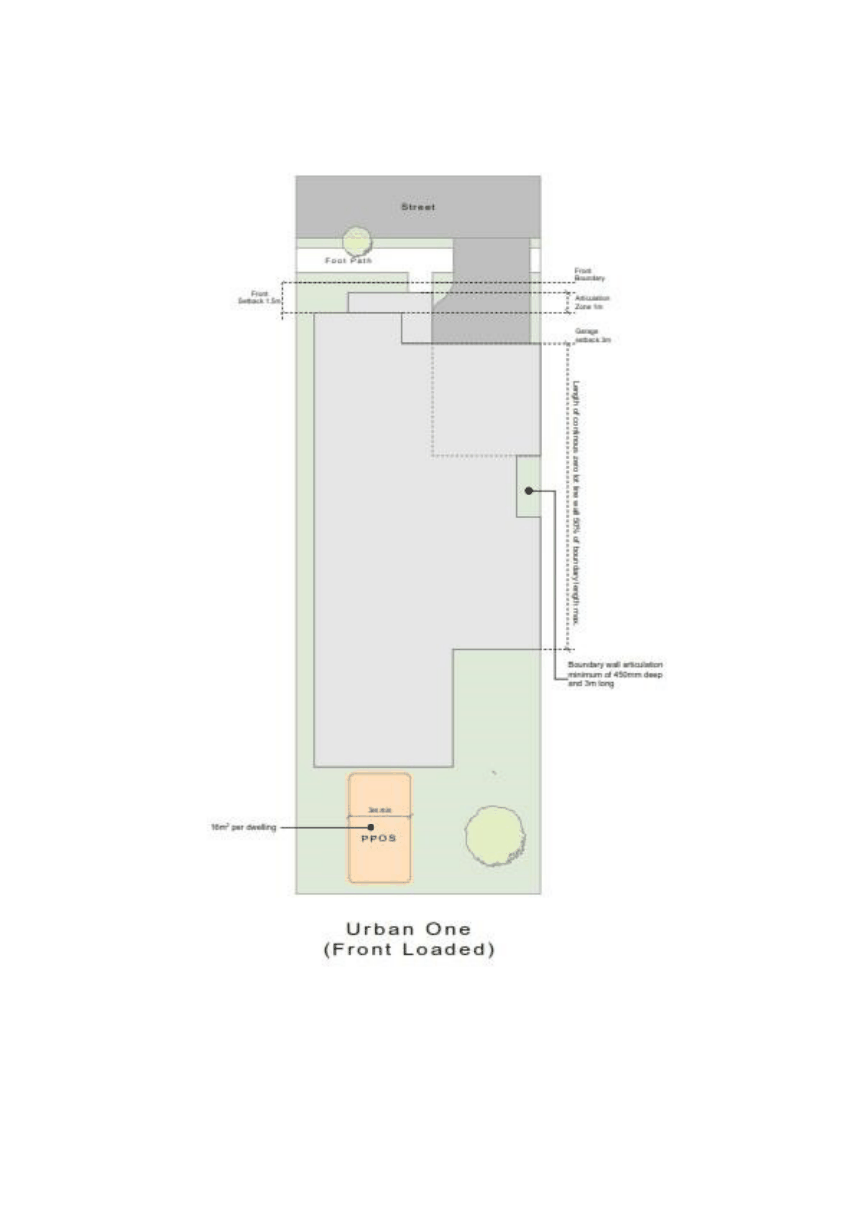 Street
Foot Path
Front
Boundary
Front
Setback 1.5m
Articulation
Zone 1m
Garage
setback 3m
Length of continuous zero lot line wall 50% of boundary length max.
Boundary wall articulation
minimum of 450mm deep
and 3m long
3m min
16m² per dwelling
PPOS
Urban One
(Front Loaded)